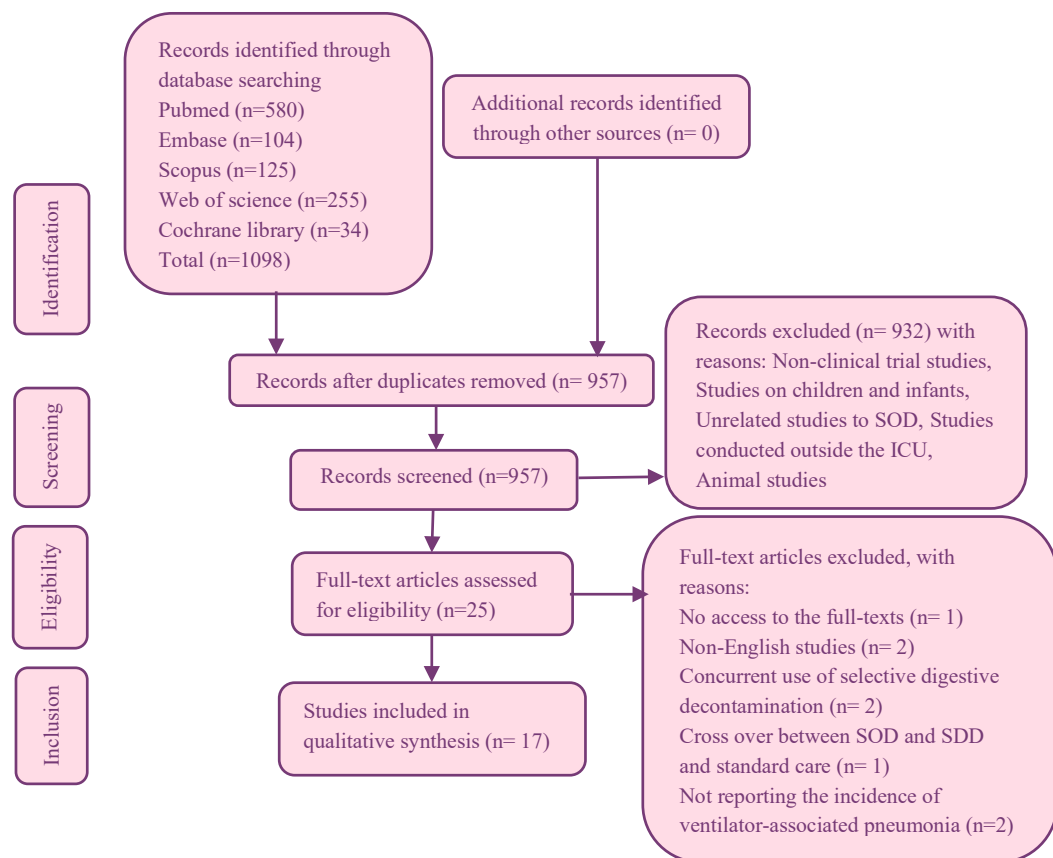 Records identified through
database searching
Pubmed (n=580)
Embase (n=104)
Scopus (n=125)
Web of science (n=255)
Cochrane library (n=34)
Total (n=1098)
Additional records identified
through other sources (n= 0)
Identification
Records after duplicates removed (n= 957)
Records excluded (n= 932) with
reasons: Non-clinical trial studies,
Studies on children and infants,
Unrelated studies to SOD, Studies
conducted outside the ICU,
Animal studies
Screening
Records screened (n=957)
Eligibility
Full-text articles assessed
for eligibility (n=25)
Full-text articles excluded, with
reasons:
No access to the full-texts (n= 1)
Non-English studies (n= 2)
Concurrent use of selective digestive
decontamination (n= 2)
Cross over between SOD and SDD
and standard care (n= 1)
Not reporting the incidence of
ventilator-associated pneumonia (n=2)
Inclusion
Studies included in
qualitative synthesis (n= 17)